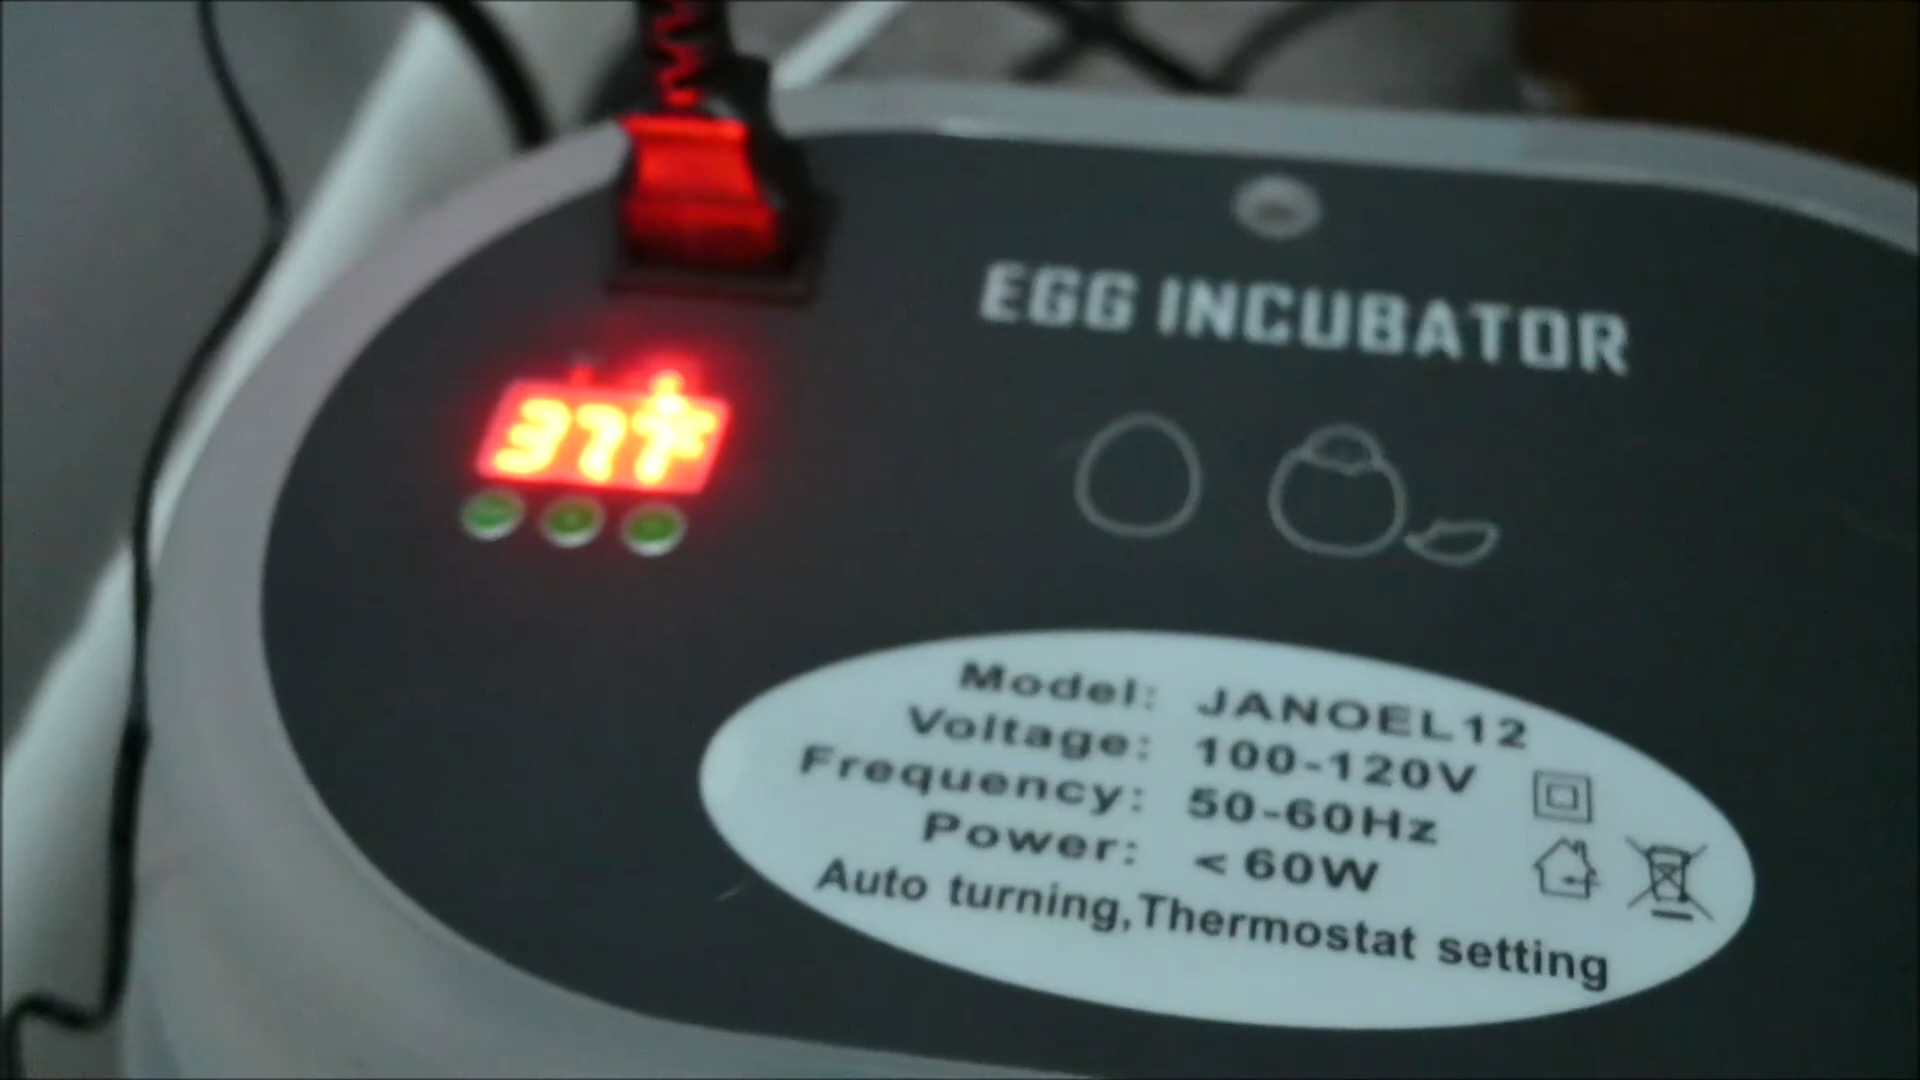 EGG INCUBATOR
Model: JANOEL12
Voltage: 100-120V
Frequency: 50-60Hz
Power: <60W
Auto turning,Thermostat setting